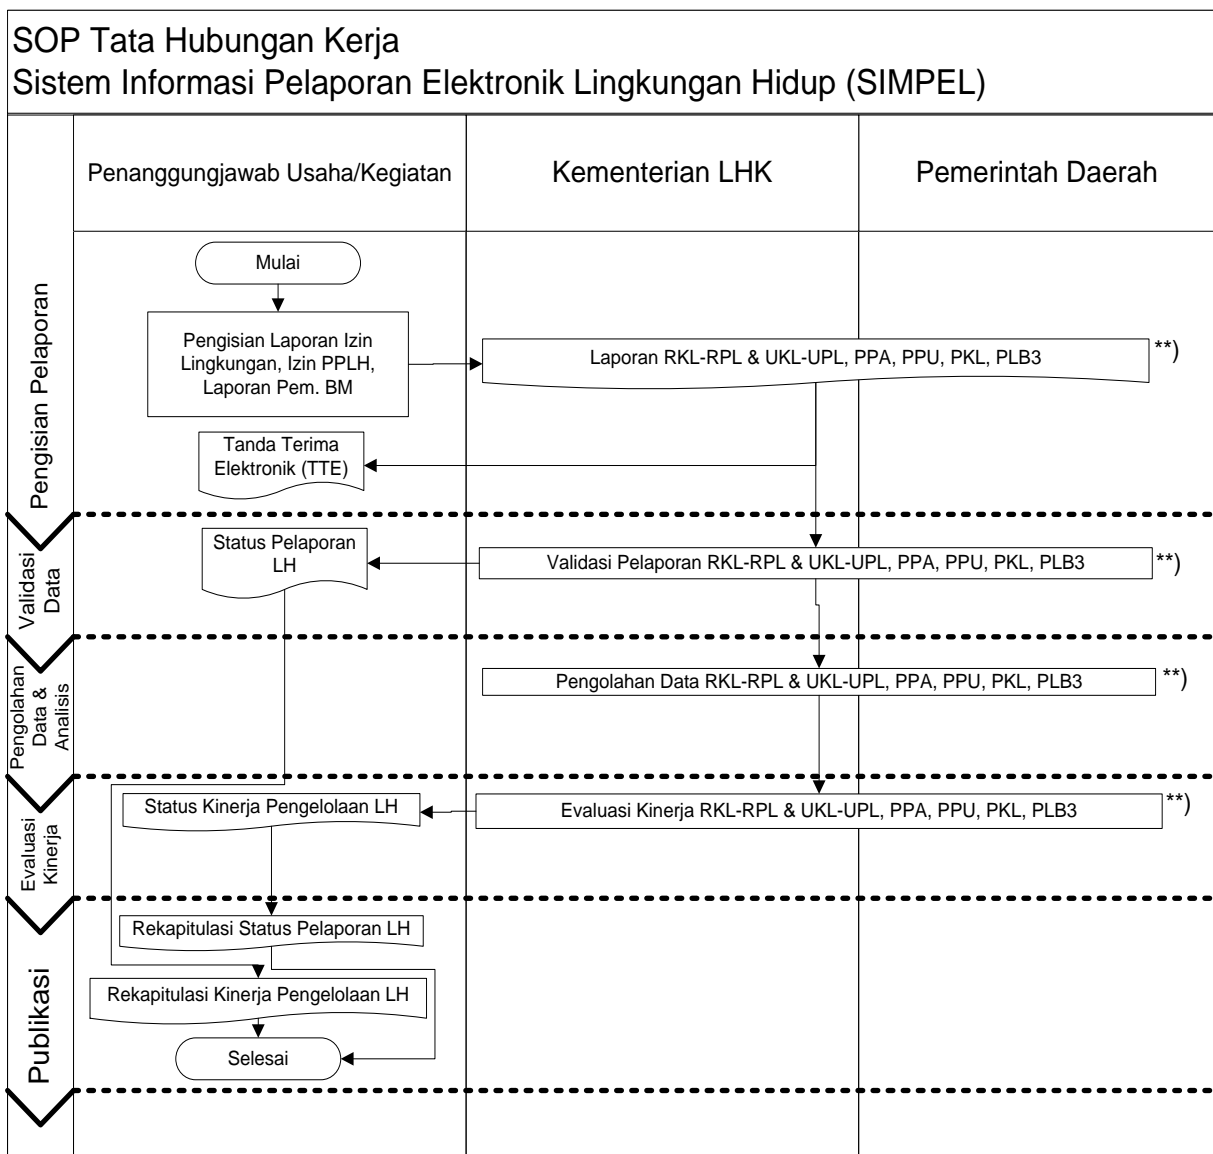 SOP Tata Hubungan Kerja
Sistem Informasi Pelaporan Elektronik Lingkungan Hidup (SIMPEL)
Penanggungjawab Usaha/Kegiatan
Kementerian LHK
Pemerintah Daerah
Pengisian Pelaporan
Mulai
Pengisian Laporan Izin
Lingkungan, Izin PPLH,
Laporan Pem. BM
Laporan RKL-RPL & UKL-UPL, PPA, PPU, PKL, PLB3
**)
Tanda Terima
Elektronik (TTE)
Validasi
Data
Status Pelaporan
LH
Validasi Pelaporan RKL-RPL & UKL-UPL, PPA, PPU, PKL, PLB3
**)
Pengolahan
Data &
Analisis
Pengolahan Data RKL-RPL & UKL-UPL, PPA, PPU, PKL, PLB3
**)
Evaluasi
Kinerja
Status Kinerja Pengelolaan LH
Evaluasi Kinerja RKL-RPL & UKL-UPL, PPA, PPU, PKL, PLB3
**)
Publikasi
Rekapitulasi Status Pelaporan LH
Rekapitulasi Kinerja Pengelolaan LH
Selesai